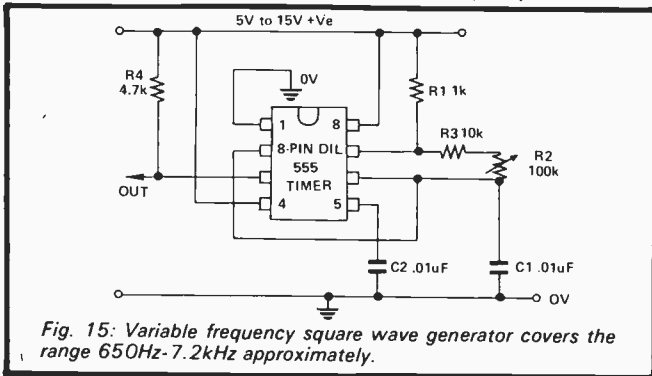 5V to 15V +Ve
R4
4.7k
0V
R1 1k
1
8
R3 10k
8-PIN DIL
R2
100k
555
TIMER
OUT
4
5
C2 .01uF
C1 .01uF
0V
Fig. 15: Variable frequency square wave generator covers the
range 650Hz-7.2kHz approximately.